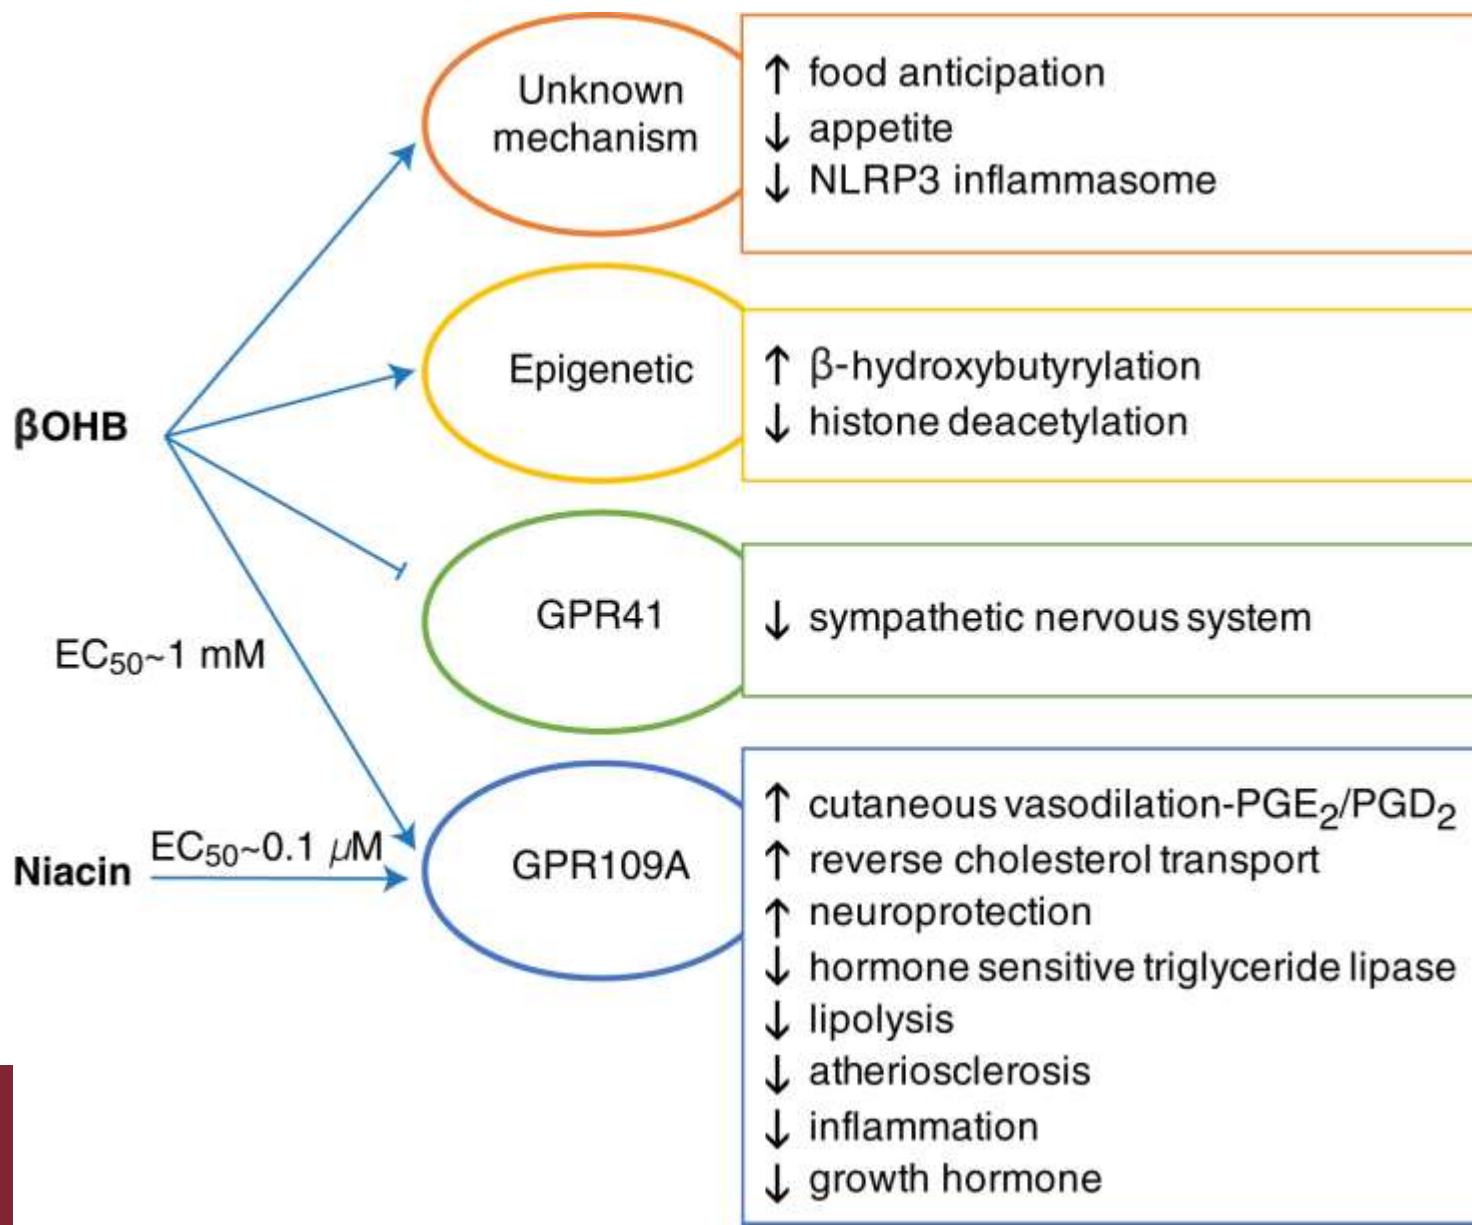 Unknown
mechanism
↑ food anticipation
↓ appetite
↓ NLRP3 inflammasome
Epigenetic
↑ β-hydroxybutyrylation
↓ histone deacetylation
βOHB
GPR41
↓ sympathetic nervous system
EC₅₀~1 mM
Niacin
EC₅₀~0.1 μM
GPR109A
↑ cutaneous vasodilation-PGE₂/PGD₂
↑ reverse cholesterol transport
↑ neuroprotection
↓ hormone sensitive triglyceride lipase
↓ lipolysis
↓ atheriosclerosis
↓ inflammation
↓ growth hormone